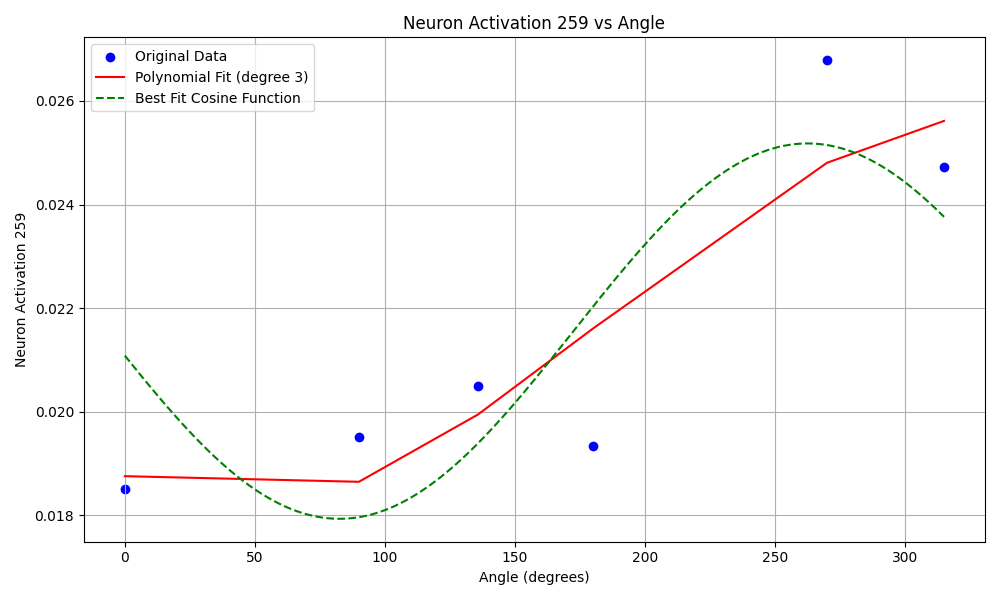 Neuron Activation 259 vs Angle
Original Data
Polynomial Fit (degree 3)
Best Fit Cosine Function
Neuron Activation 259
0.026
0.024
0.022
0.020
0.018
0
50
100
150
200
250
300
Angle (degrees)